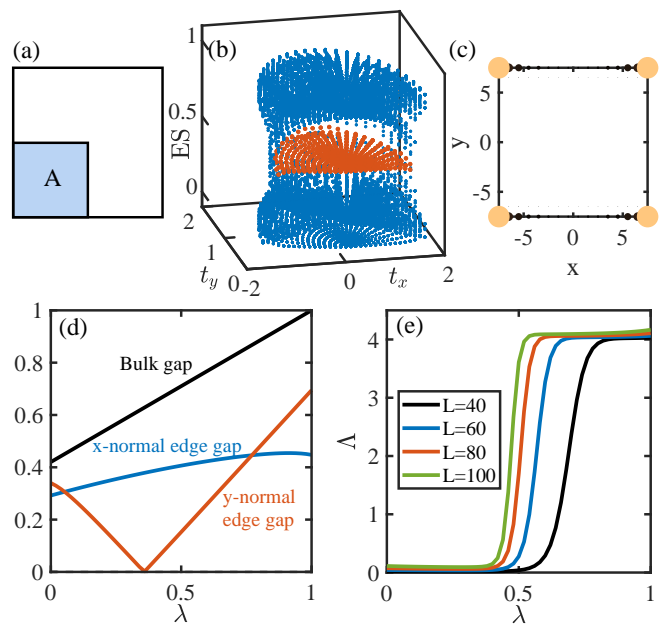 (a)
A
(b)
1
0.5
0
ES
2
1
0
t_y
-2
0
2
t_x
(c)
5
0
-5
y
-5
0
5
x
(d)
1
0.8
0.6
0.4
0.2
0
Bulk gap
x-normal edge gap
y-normal
edge gap
0
0.5
1
λ
(e)
4
3
2
1
0
Λ
L=40
L=60
L=80
L=100
0
0.5
1
λ